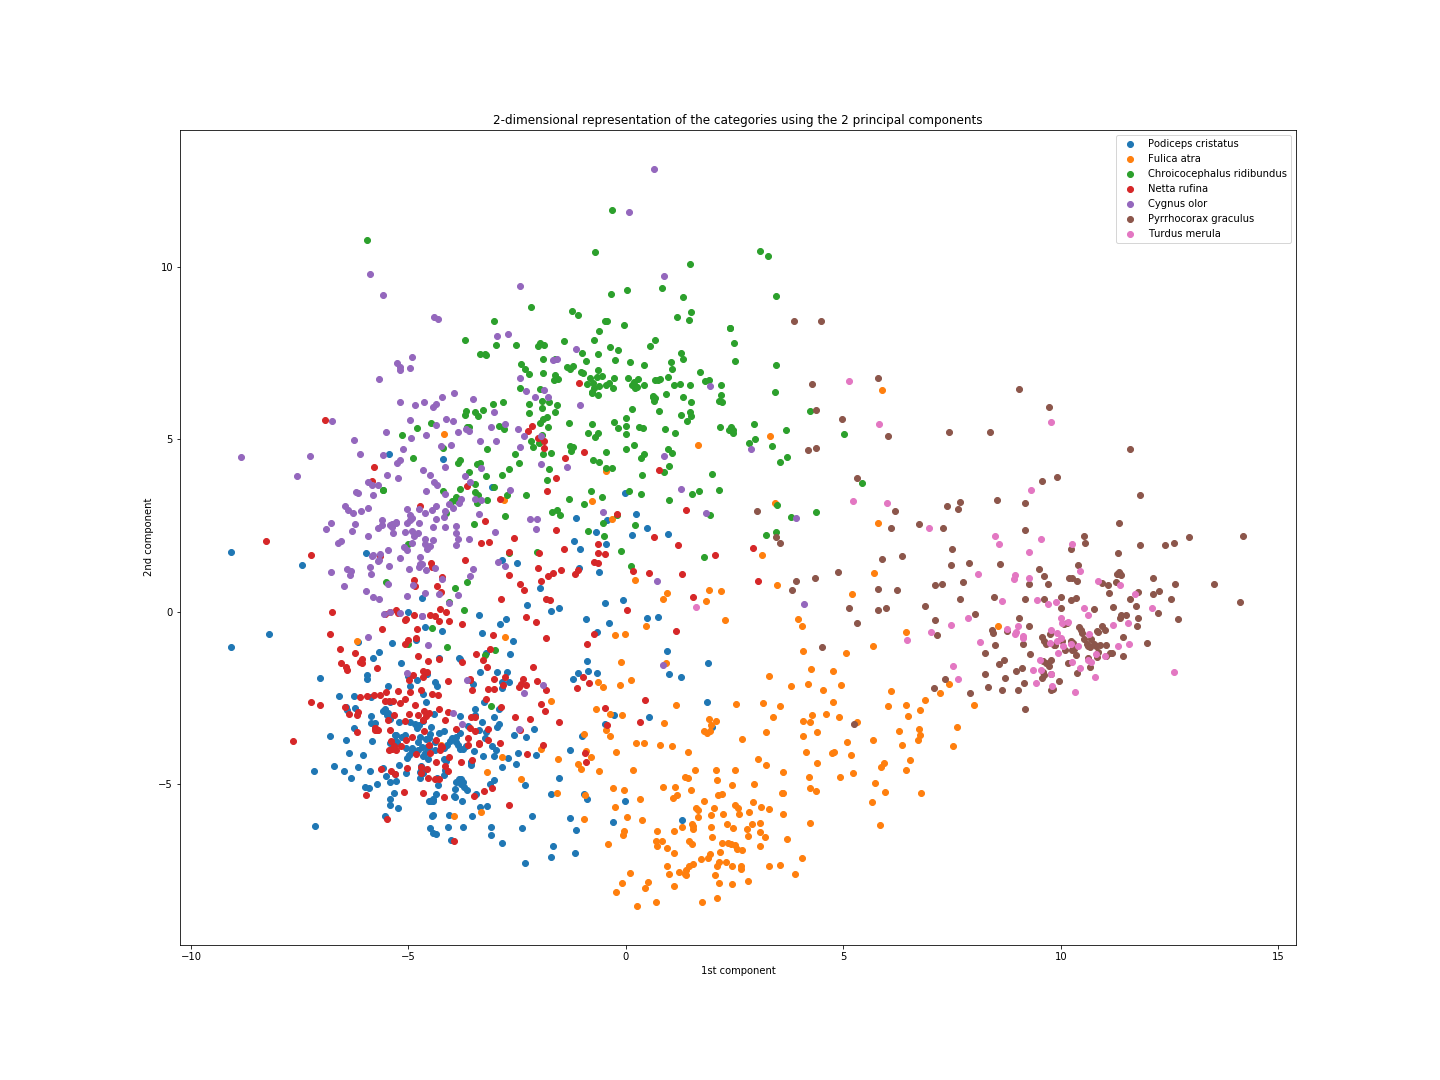 2-dimensional representation of the categories using the 2 principal components
Podiceps cristatus
Fulica atra
Chroicocephalus ridibundus
Netta rufina
Cygnus olor
Pyrrhocorax graculus
Turdus merula
10
5
0
−5
2nd component
−10
−5
0
5
10
15
1st component